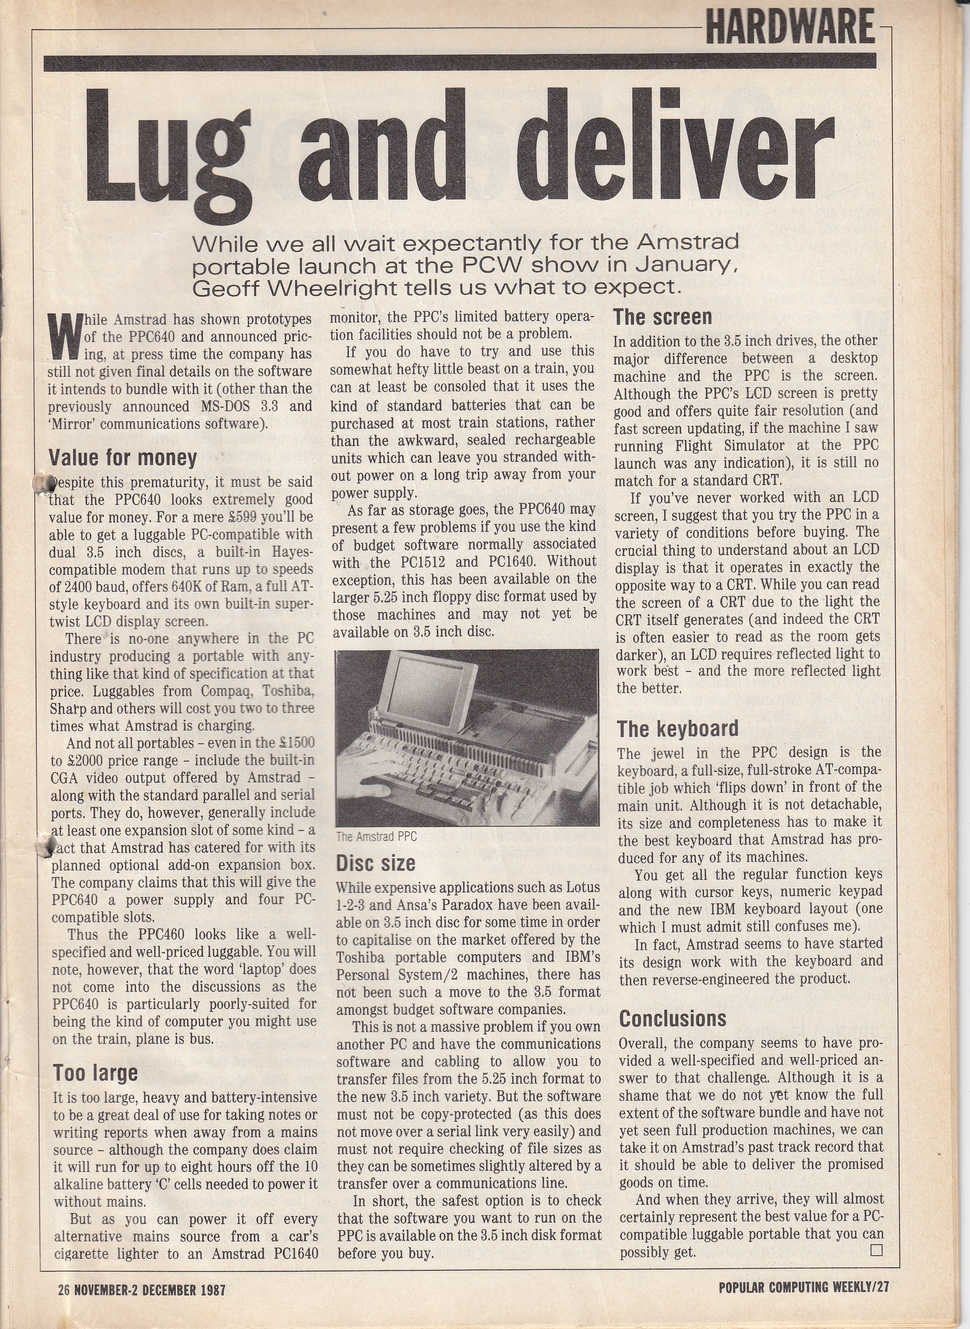 HARDWARE
Lug and deliver
While we all wait expectantly for the Amstrad
portable launch at the PCW show in January,
Geoff Wheelright tells us what to expect.
While Amstrad has shown prototypes
of the PPC640 and announced pric-
ing, at press time the company has
still not given final details on the software
it intends to bundle with it (other than the
previously announced MS-DOS 3.3 and
‘Mirror’ communications software).
Value for money
Despite this prematurity, it must be said
that the PPC640 looks extremely good
value for money. For a mere £599 you’ll be
able to get a luggable PC-compatible with
dual 3.5 inch discs, a built-in Hayes-
compatible modem that runs up to speeds
of 2400 baud, offers 640K of Ram, a full AT-
style keyboard and its own built-in super-
twist LCD display screen.
There is no-one anywhere in the PC
industry producing a portable with any-
thing like that kind of specification at that
price. Luggables from Compaq, Toshiba,
Sharp and others will cost you two to three
times what Amstrad is charging.
And not all portables – even in the £1500
to £2000 price range – include the built-in
CGA video output offered by Amstrad –
along with the standard parallel and serial
ports. They do, however, generally include
at least one expansion slot of some kind – a
fact that Amstrad has catered for with its
planned optional add-on expansion box.
The company claims that this will give the
PPC640 a power supply and four PC-
compatible slots.
Thus the PPC460 looks like a well-
specified and well-priced luggable. You will
note, however, that the word ‘laptop’ does
not come into the discussions as the
PPC640 is particularly poorly-suited for
being the kind of computer you might use
on the train, plane is bus.
Too large
It is too large, heavy and battery-intensive
to be a great deal of use for taking notes or
writing reports when away from a mains
source – although the company does claim
it will run for up to eight hours off the 10
alkaline battery ‘C’ cells needed to power it
without mains.
But as you can power it off every
alternative mains source from a car’s
cigarette lighter to an Amstrad PC1640
monitor, the PPC’s limited battery opera-
tion facilities should not be a problem.
If you do have to try and use this
somewhat hefty little beast on a train, you
can at least be consoled that it uses the
kind of standard batteries that can be
purchased at most train stations, rather
than the awkward, sealed rechargeable
units which can leave you stranded with-
out power on a long trip away from your
power supply.
As far as storage goes, the PPC640 may
present a few problems if you use the kind
of budget software normally associated
with the PC1512 and PC1640. Without
exception, this has been available on the
larger 5.25 inch floppy disc format used by
those machines and may not yet be
available on 3.5 inch disc.
The Amstrad PPC
Disc size
While expensive applications such as Lotus
1-2-3 and Ansa’s Paradox have been avail-
able on 3.5 inch disc for some time in order
to capitalise on the market offered by the
Toshiba portable computers and IBM’s
Personal System/2 machines, there has
not been such a move to the 3.5 format
amongst budget software companies.
This is not a massive problem if you own
another PC and have the communications
software and cabling to allow you to
transfer files from the 5.25 inch format to
the new 3.5 inch variety. But the software
must not be copy-protected (as this does
not move over a serial link very easily) and
must not require checking of file sizes as
they can be sometimes slightly altered by a
transfer over a communications line.
In short, the safest option is to check
that the software you want to run on the
PPC is available on the 3.5 inch disk format
before you buy.
The screen
In addition to the 3.5 inch drives, the other
major difference between a desktop
machine and the PPC is the screen.
Although the PPC’s LCD screen is pretty
good and offers quite fair resolution (and
fast screen updating, if the machine I saw
running Flight Simulator at the PPC
launch was any indication), it is still no
match for a standard CRT.
If you’ve never worked with an LCD
screen, I suggest that you try the PPC in a
variety of conditions before buying. The
crucial thing to understand about an LCD
display is that it operates in exactly the
opposite way to a CRT. While you can read
the screen of a CRT due to the light the
CRT itself generates (and indeed the CRT
is often easier to read as the room gets
darker), an LCD requires reflected light to
work best – and the more reflected light
the better.
The keyboard
The jewel in the PPC design is the
keyboard, a full-size, full-stroke AT-compa-
tible job which ‘flips down’ in front of the
main unit. Although it is not detachable,
its size and completeness has to make it
the best keyboard that Amstrad has pro-
duced for any of its machines.
You get all the regular function keys
along with cursor keys, numeric keypad
and the new IBM keyboard layout (one
which I must admit still confuses me).
In fact, Amstrad seems to have started
its design work with the keyboard and
then reverse-engineered the product.
Conclusions
Overall, the company seems to have pro-
vided a well-specified and well-priced an-
swer to that challenge. Although it is a
shame that we do not yet know the full
extent of the software bundle and have not
yet seen full production machines, we can
take it on Amstrad’s past track record that
it should be able to deliver the promised
goods on time.
And when they arrive, they will almost
certainly represent the best value for a PC-
compatible luggable portable that you can
possibly get.
26 NOVEMBER-2 DECEMBER 1987
POPULAR COMPUTING WEEKLY/27